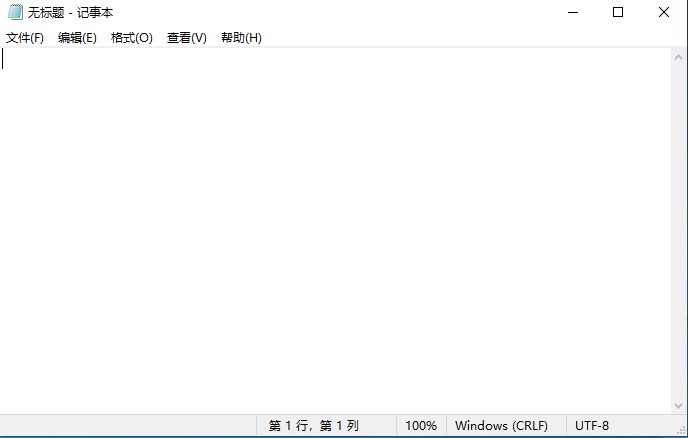 无标题 - 记事本
文件(F) 编辑(E) 格式(O) 查看(V) 帮助(H)
第 1 行，第 1 列 100% Windows (CRLF) UTF-8